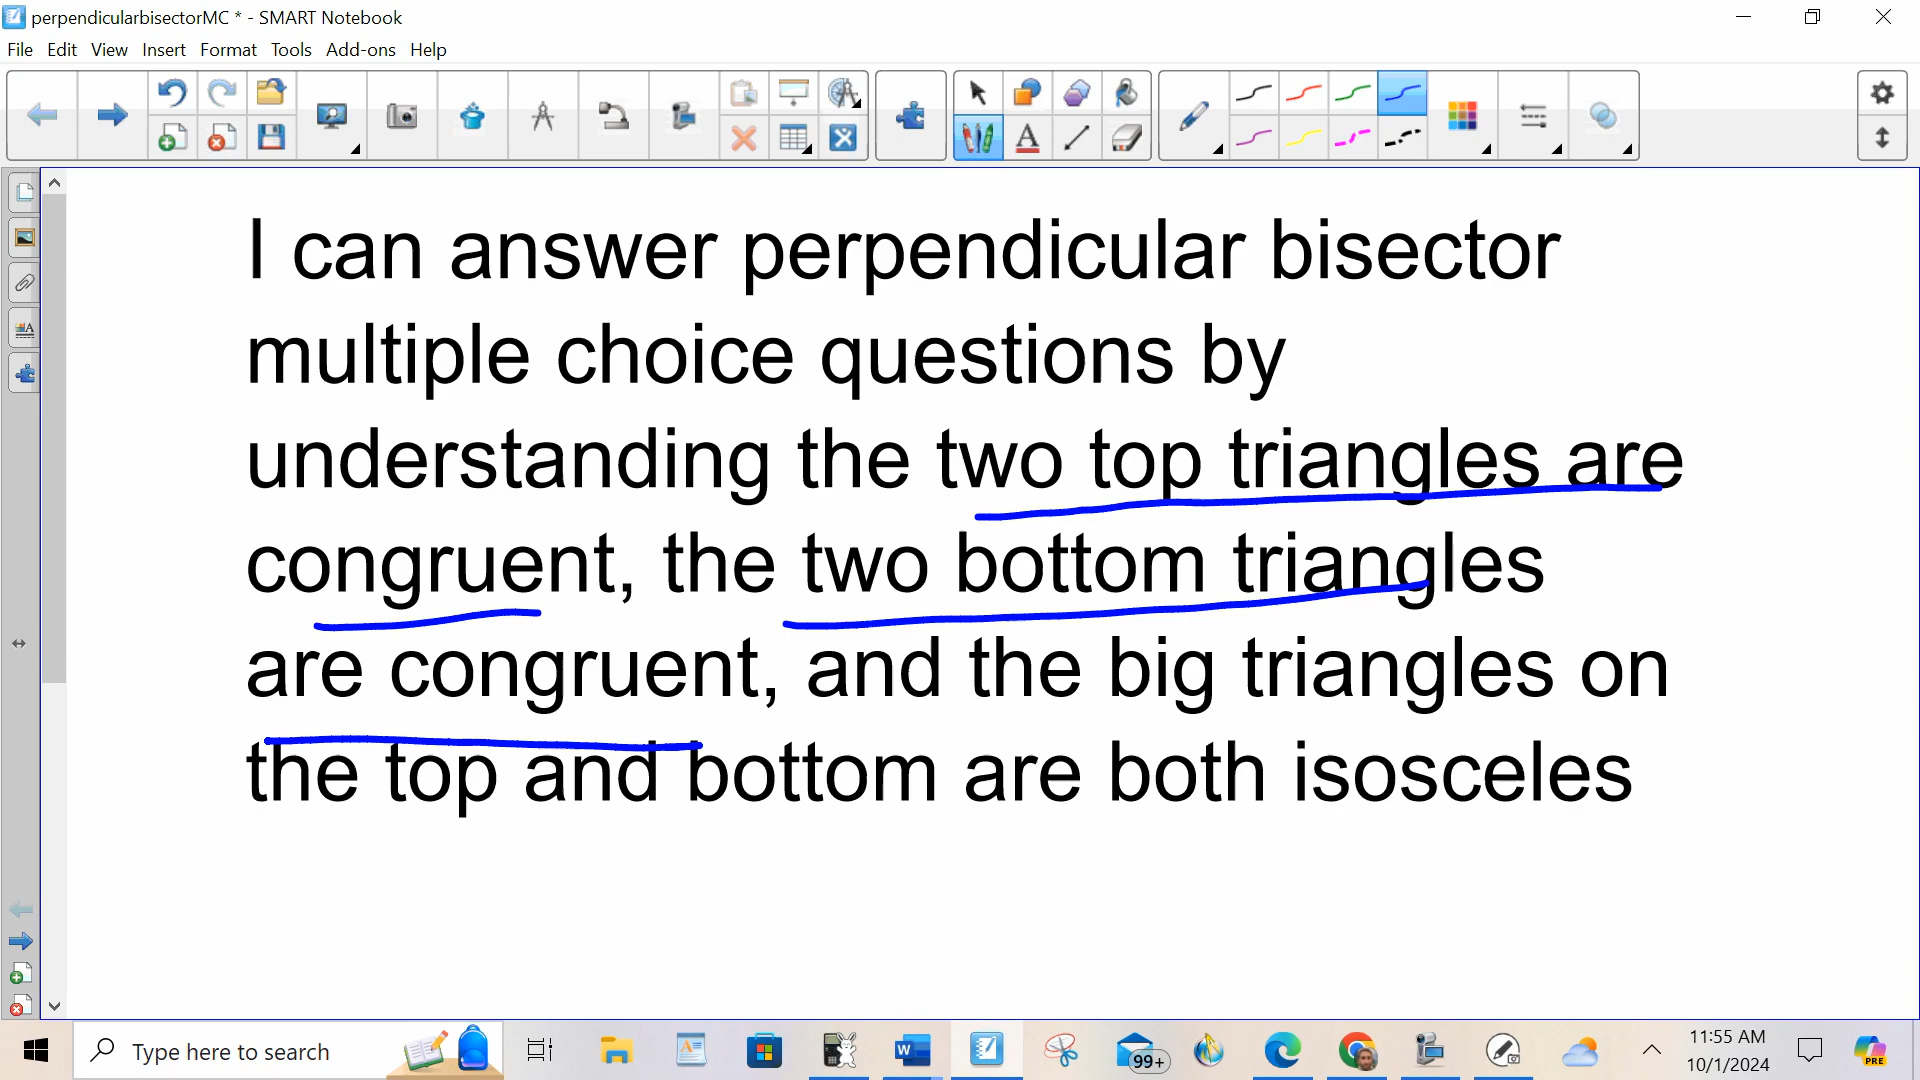 perpendicularbisectorMC * - SMART Notebook
File Edit View Insert Format Tools Add-ons Help
I can answer perpendicular bisector
multiple choice questions by
understanding the two top triangles are
congruent, the two bottom triangles
are congruent, and the big triangles on
the top and bottom are both isosceles
Type here to search
99+
11:55 AM
10/1/2024
PRE